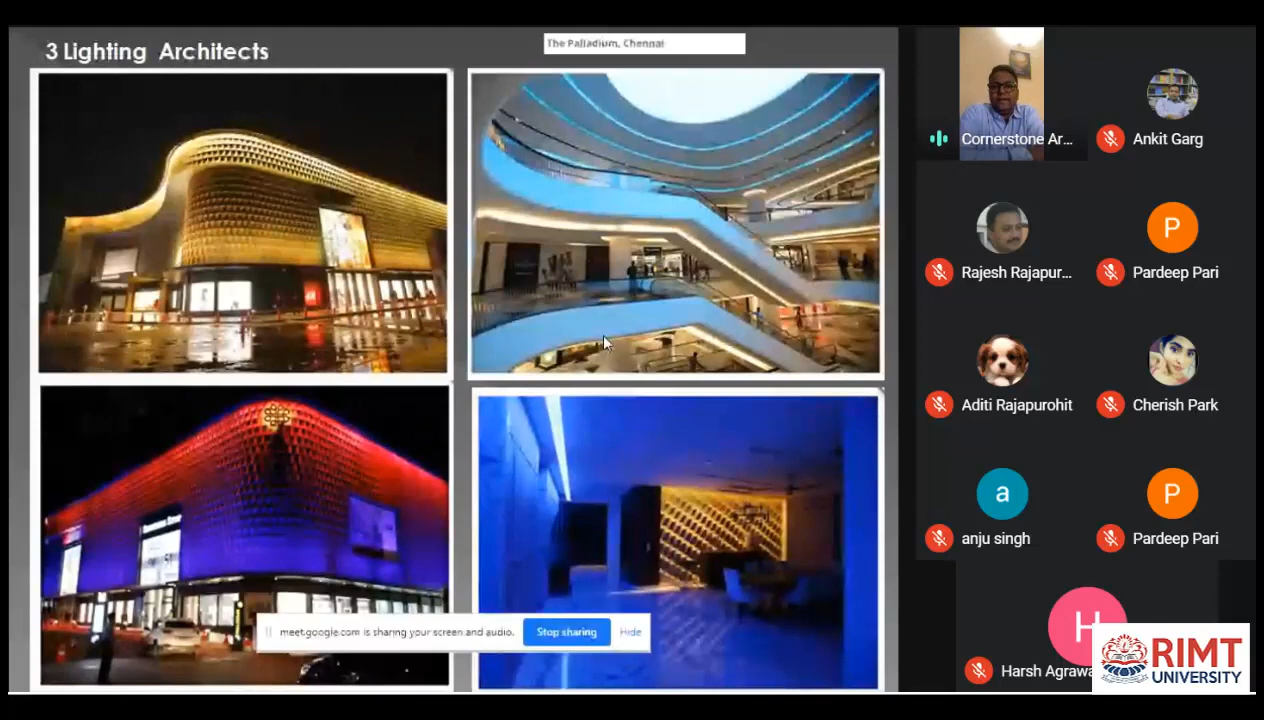 3 Lighting Architects
The Palladium, Chennai
meet.google.com is sharing your screen and audio.
Stop sharing
Hide
Cornerstone Ar...
Ankit Garg
Rajesh Rajapur...
P
Pardeep Pari
Aditi Rajapurohit
Cherish Park
a
anju singh
P
Pardeep Pari
H
Harsh Agrawa
RIMT
UNIVERSITY